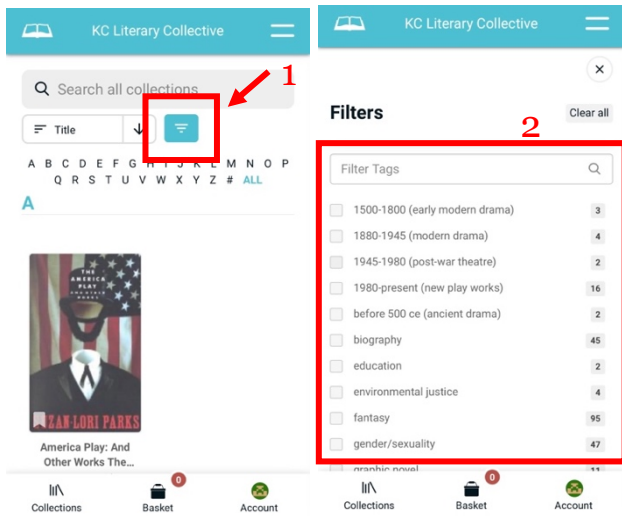 KC Literary Collective
Search all collections
Title
1
A B C D E F G H I J K L M N O P
Q R S T U V W X Y Z # ALL
A
THE
AMERICA
PLAY
AND OTHER
WORKS
ZAN-LORI PARKS
America Play: And
Other Works The...
Collections
0
Basket
Account
KC Literary Collective
Filters
Clear all
2
Filter Tags
1500-1800 (early modern drama) 3
1880-1945 (modern drama) 4
1945-1980 (post-war theatre) 2
1980-present (new play works) 16
before 500 ce (ancient drama) 2
biography 45
education 2
environmental justice 4
fantasy 95
gender/sexuality 47
graphic novel 11
Collections
0
Basket
Account